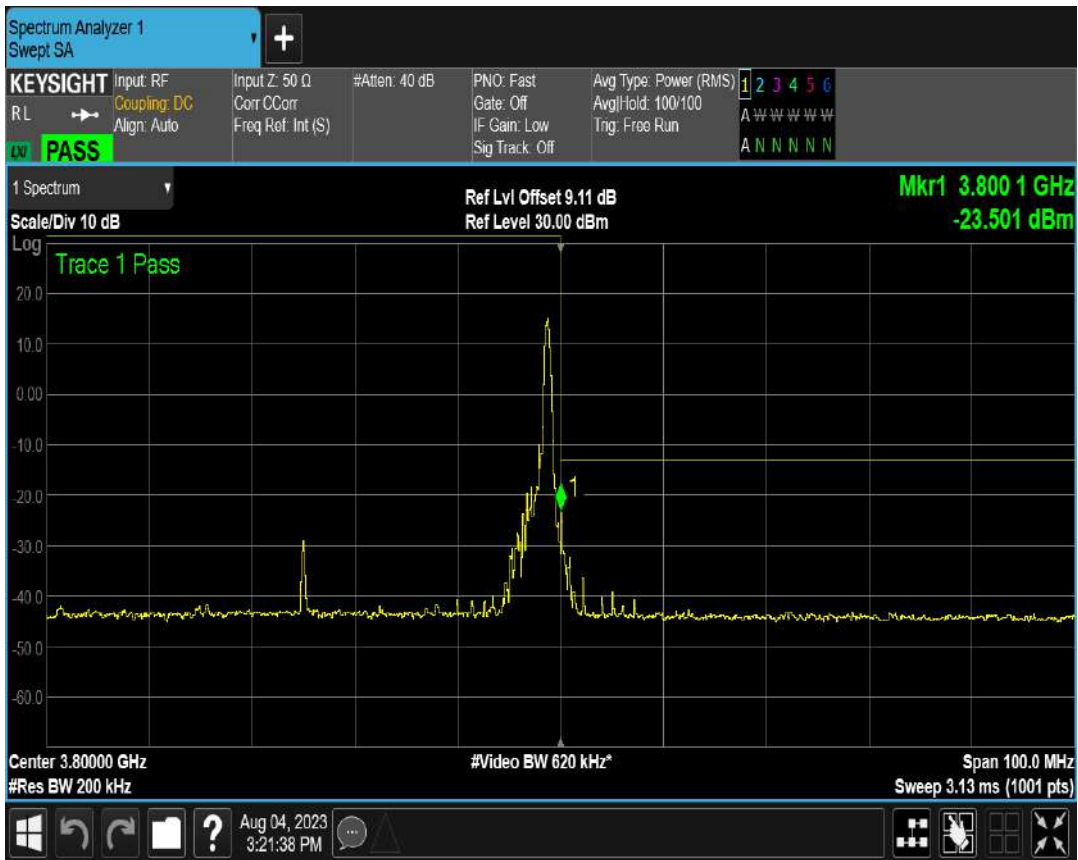 Spectrum Analyzer 1
Swept SA
+
KEYSIGHT Input: RF Input Z: 50 Ω #Atten: 40 dB PNO: Fast Avg Type: Power (RMS) 1 2 3 4 5 6
RL Coupling: DC Corr CCorr Gate: Off Avg|Hold: 100/100 A W W W W W
Align: Auto Freq Ref: Int (S) IF Gain: Low Trig: Free Run
LXI PASS Sig Track: Off A N N N N N
1 Spectrum Ref Lvl Offset 9.11 dB Mkr1 3.800 1 GHz
Scale/Div 10 dB Ref Level 30.00 dBm -23.501 dBm
Log
Trace 1 Pass
20.0
10.0
0.00
-10.0
1
-20.0
-30.0
-40.0
-50.0
-60.0
Center 3.80000 GHz #Video BW 620 kHz* Span 100.0 MHz
#Res BW 200 kHz Sweep 3.13 ms (1001 pts)
? Aug 04, 2023
3:21:38 PM